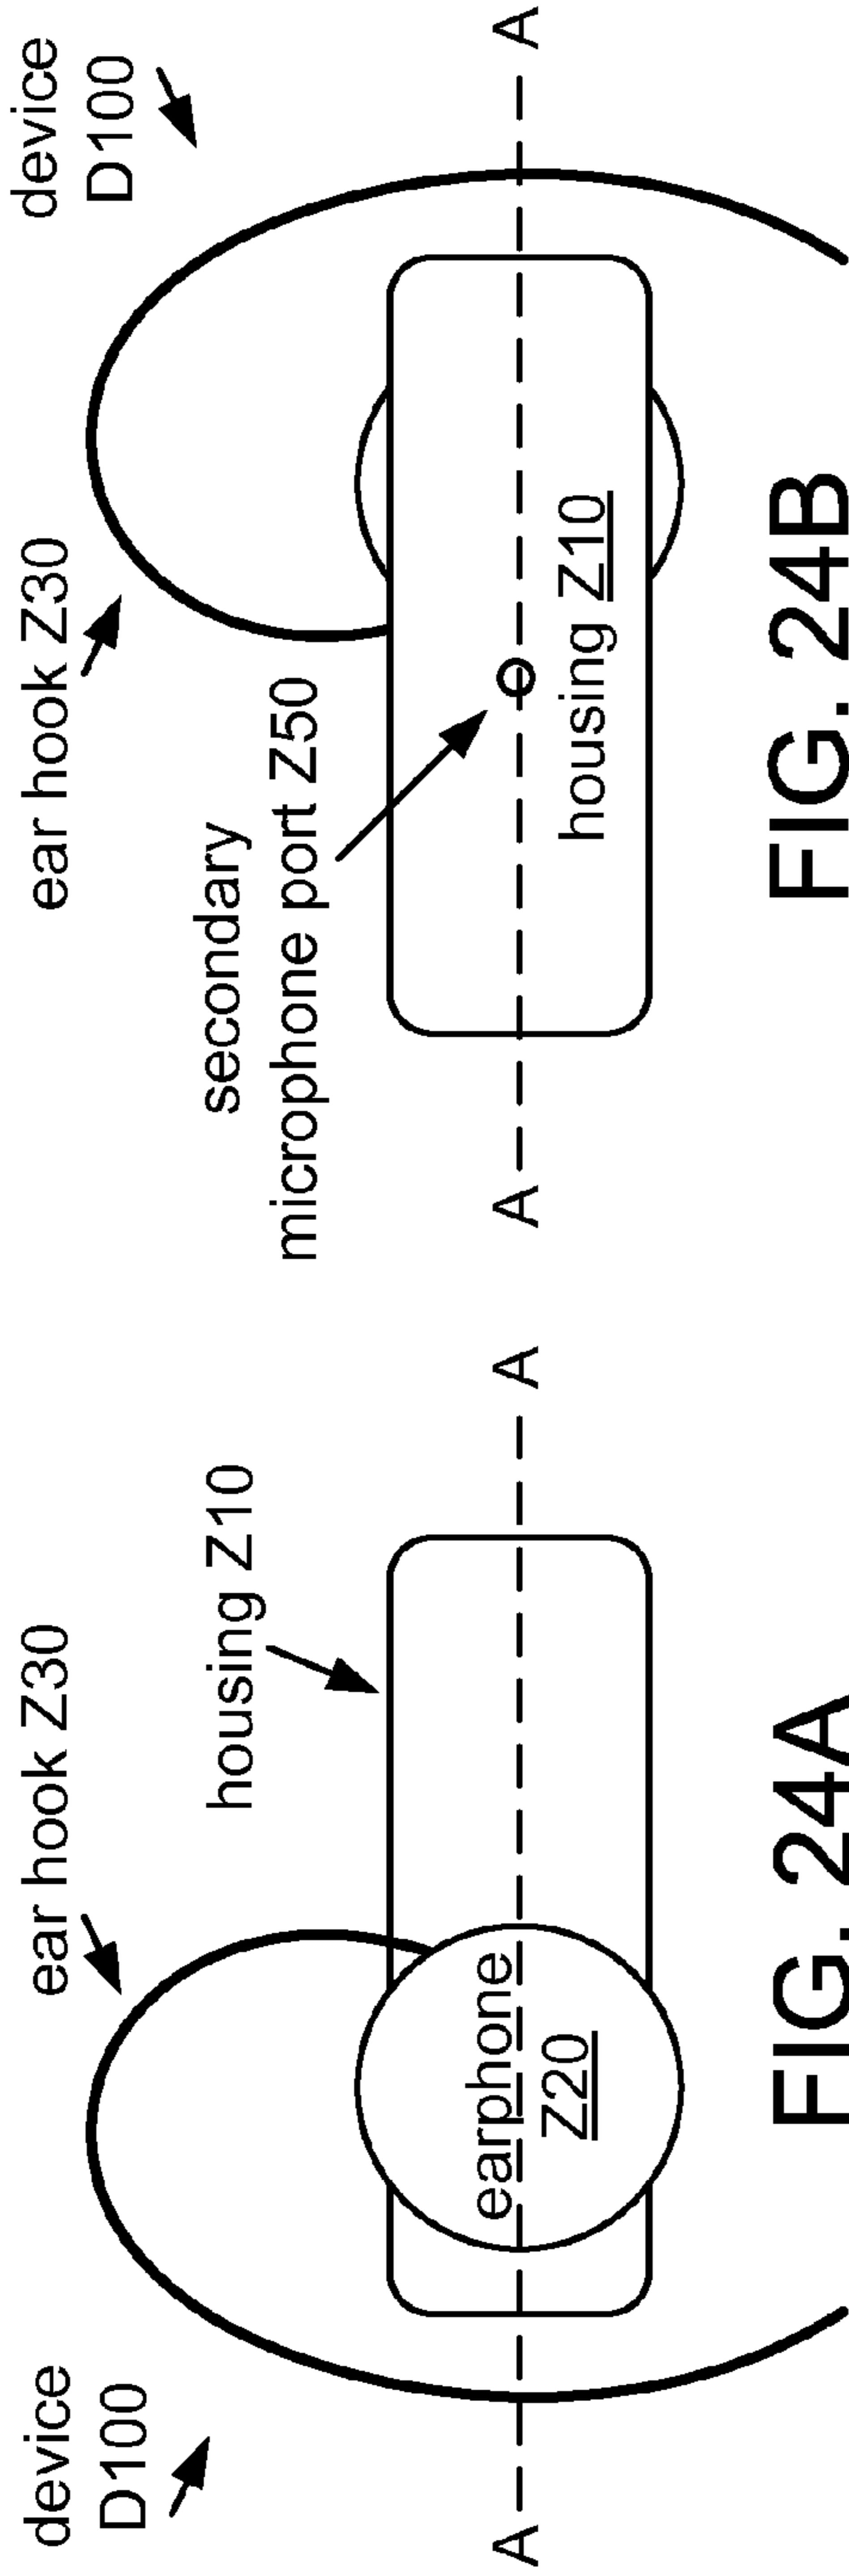 device
D100
ear hook Z30
housing Z10
A
A
earphone
Z20
FIG. 24A
device
D100
ear hook Z30
secondary
microphone port Z50
A
A
housing Z10
FIG. 24B